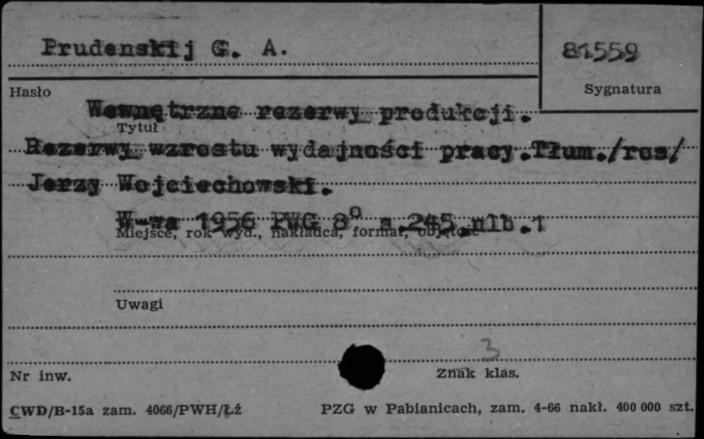 Prudenskij G. A.
81559
Hasło
Sygnatura
Wewnętrzne rezerwy produkcji.
Tytuł
Rezerwy wzrostu wydajności pracy.Tłum./ros/
Jerzy Wojciechowski.
W-wa 1956 PWG 8° s.245,nlb.1
Miejsce, rok wyd., nakładca, format, objętość
Uwagi
3
Nr inw.
Znak klas.
CWD/B-15a zam. 4066/PWH/Łź
PZG w Pabianicach, zam. 4-66 nakł. 400 000 szt.